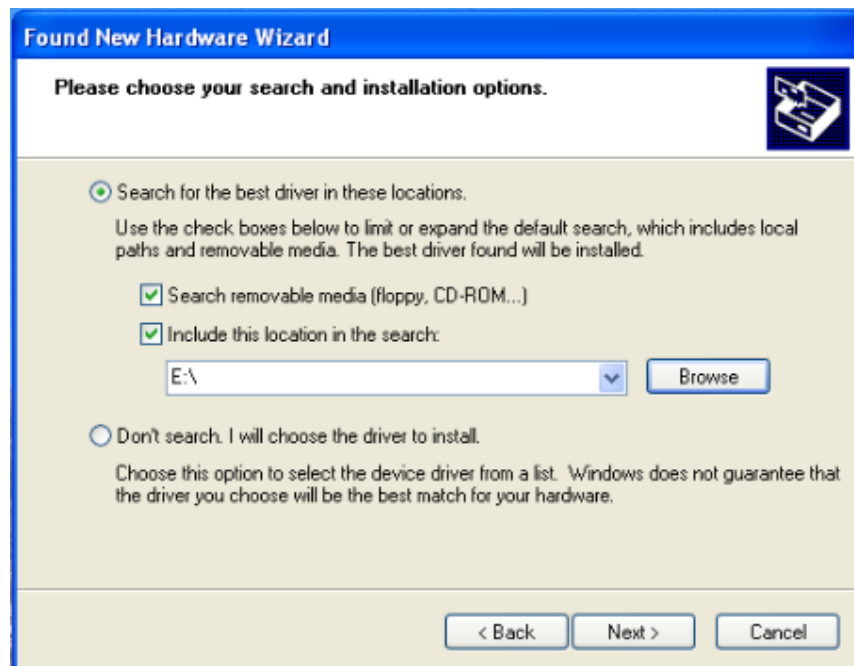 Found New Hardware Wizard
Please choose your search and installation options.
Search for the best driver in these locations.
Use the check boxes below to limit or expand the default search, which includes local
paths and removable media. The best driver found will be installed.
Search removable media (floppy, CD-ROM...)
Include this location in the search:
E:\
Browse
Don't search. I will choose the driver to install.
Choose this option to select the device driver from a list. Windows does not guarantee that
the driver you choose will be the best match for your hardware.
< Back
Next >
Cancel